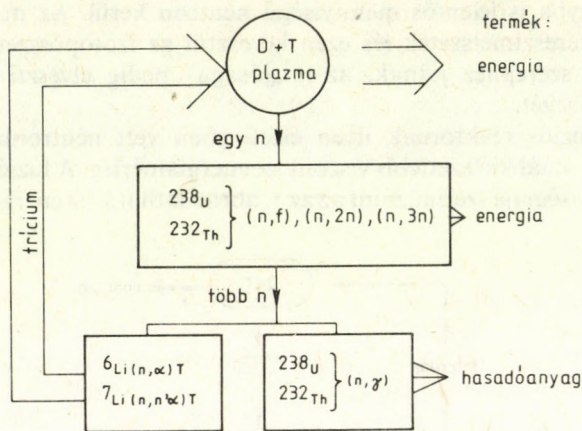 D+T
plazma
termék:
energia
egy n
238U
232Th } (n,f), (n,2n), (n,3n)
energia
trícium
több n
6Li(n,α)T
7Li(n,n'α)T
238U
232Th } (n,γ)
hasadóanyag